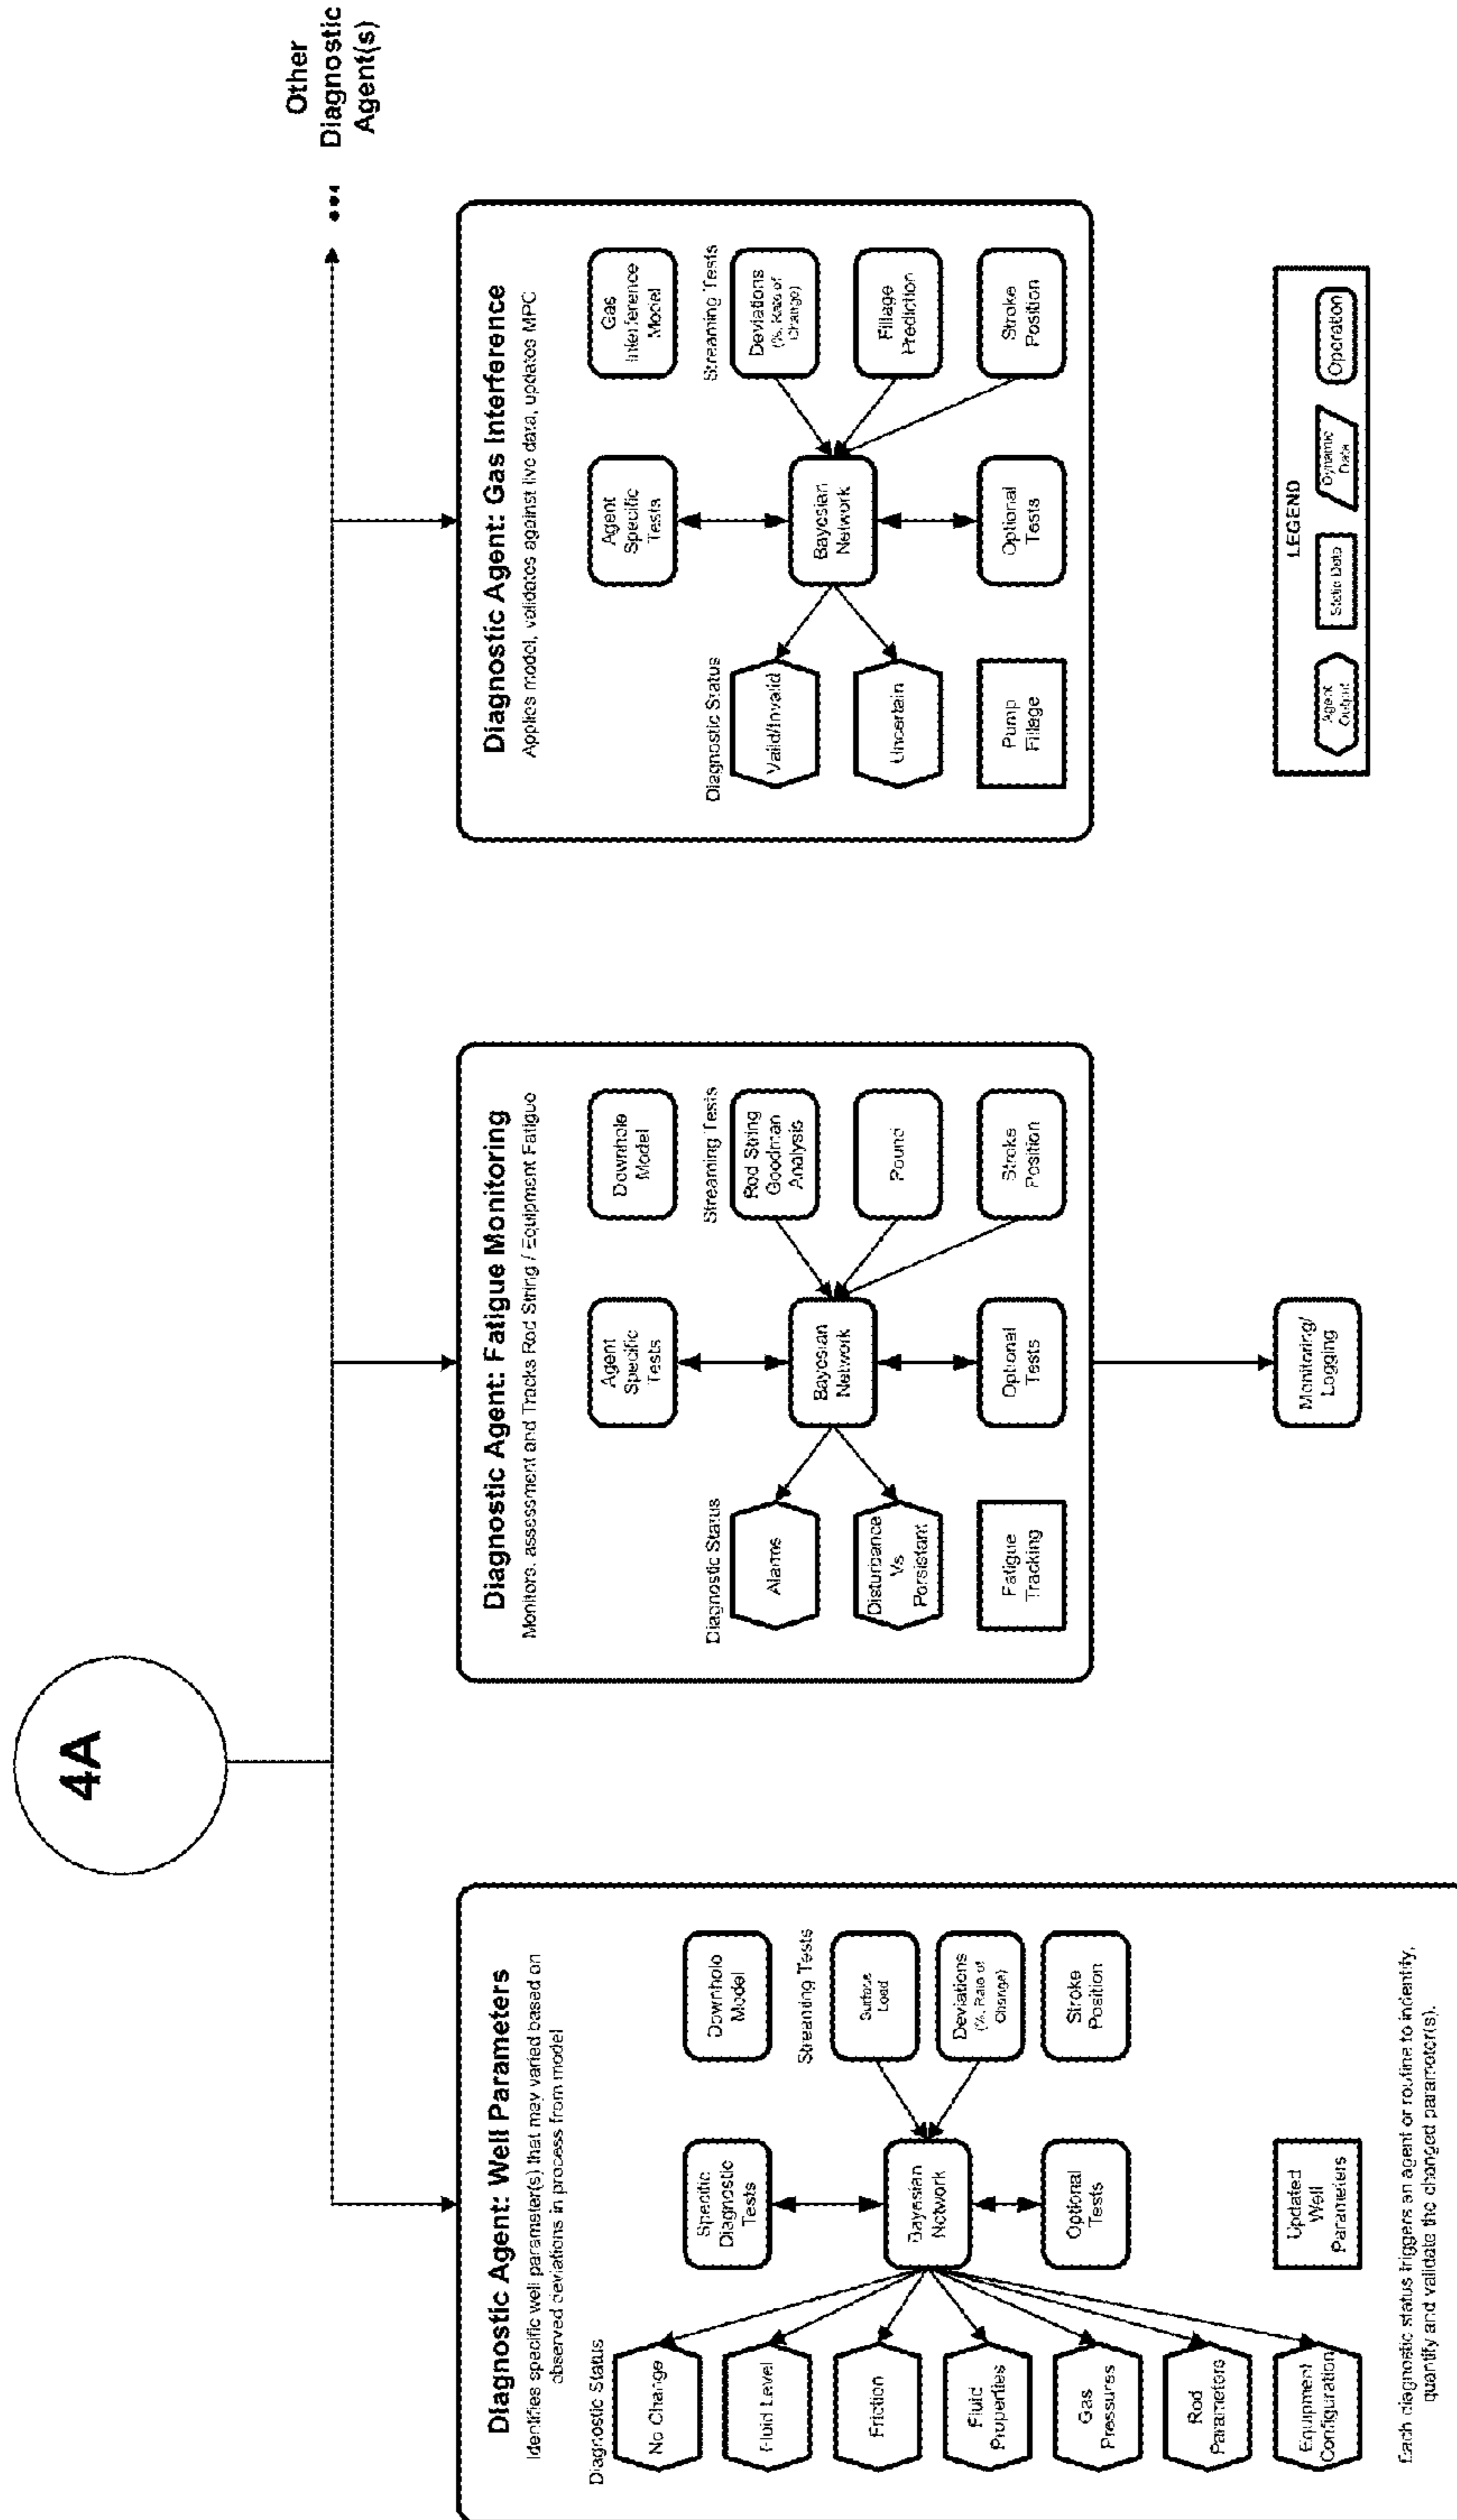 4A
Other
Diagnostic
Agent(s)
Diagnostic Agent: Well Parameters
Identifies specific well parameter(s) that may varied based on
observed deviations in process from model
Diagnostic Status
No Change
Fluid Level
Friction
Fluid
Properties
Gas
Pressures
Rod
Parameters
Equipment
Configuration
Specific
Diagnostic
Tests
Bayesian
Network
Optional
Tests
Updated
Well
Parameters
Downhole
Model
Streaming Tests
Surface
Load
Deviations
(%, Rate of
Change)
Stroke
Position
Each diagnostic status triggers an agent or routine to indentify,
quantify and validate the changed parameter(s).
Diagnostic Agent: Fatigue Monitoring
Monitors, assessment and Tracks Rod String / Equipment Fatigue
Diagnostic Status
Alarms
Disturbance
Vs
Persistant
Fatigue
Tracking
Agent
Specific
Tests
Bayesian
Network
Optional
Tests
Downhole
Model
Streaming Tests
Rod String
Goodman
Analysis
Pound
Stroke
Position
Monitoring/
Logging
Diagnostic Agent: Gas Interference
Applies model, validates against live data, updates MPC
Diagnostic Status
Valid/Invalid
Uncertain
Pump
Fillage
Agent
Specific
Tests
Bayesian
Network
Optional
Tests
Gas
Interference
Model
Streaming Tests
Deviations
(%, Rate of
Change)
Fillage
Prediction
Stroke
Position
LEGEND
Agent
Output
Static Data
Dynamic
Data
Operation